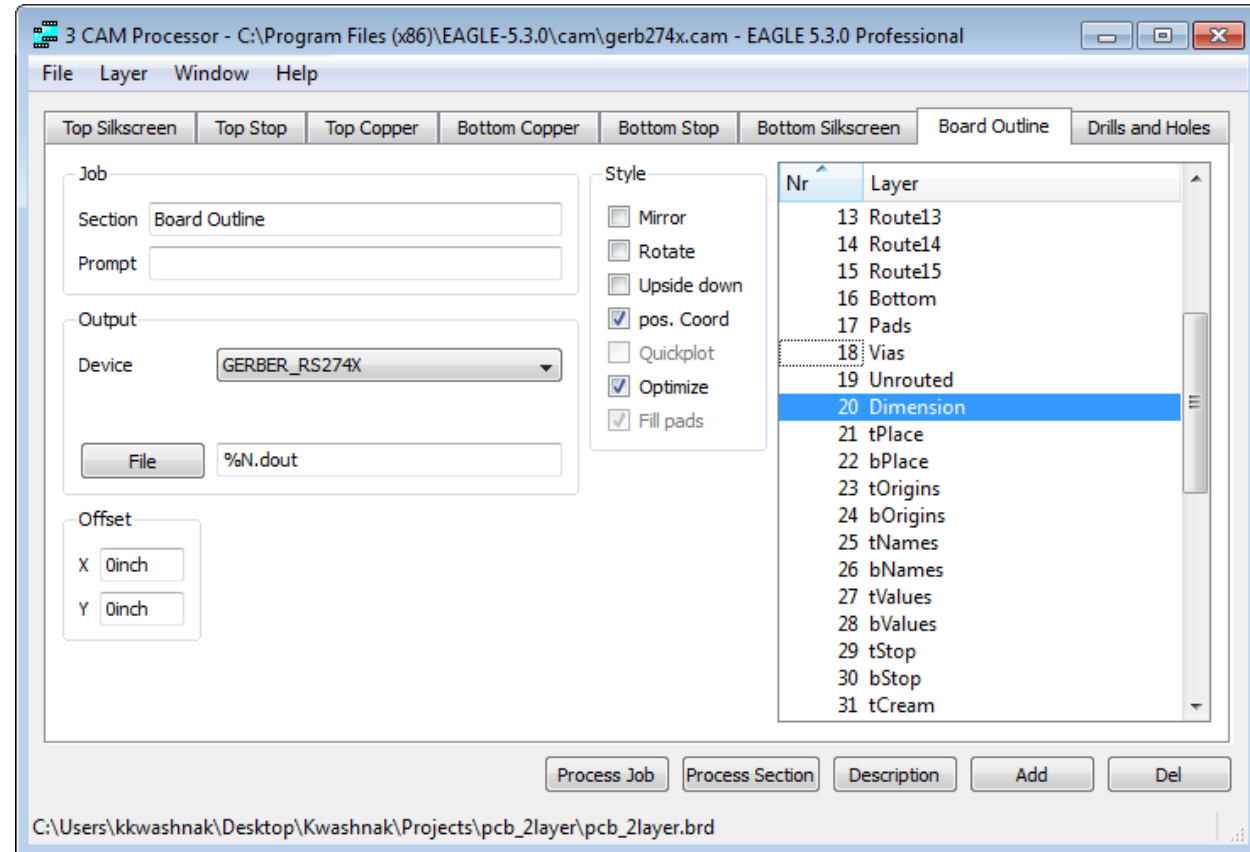 3 CAM Processor - C:\Program Files (x86)\EAGLE-5.3.0\cam\gerb274x.cam - EAGLE 5.3.0 Professional
File Layer Window Help
Top Silkscreen Top Stop Top Copper Bottom Copper Bottom Stop Bottom Silkscreen Board Outline Drills and Holes
Job
Section Board Outline
Prompt
Output
Device GERBER_RS274X
File %N.dout
Offset
X 0inch
Y 0inch
Style
Mirror
Rotate
Upside down
pos. Coord
Quickplot
Optimize
Fill pads
Nr Layer
13 Route13
14 Route14
15 Route15
16 Bottom
17 Pads
18 Vias
19 Unrouted
20 Dimension
21 tPlace
22 bPlace
23 tOrigins
24 bOrigins
25 tNames
26 bNames
27 tValues
28 bValues
29 tStop
30 bStop
31 tCream
Process Job Process Section Description Add Del
C:\Users\kkwashnak\Desktop\Kwashnak\Projects\pcb_2layer\pcb_2layer.brd